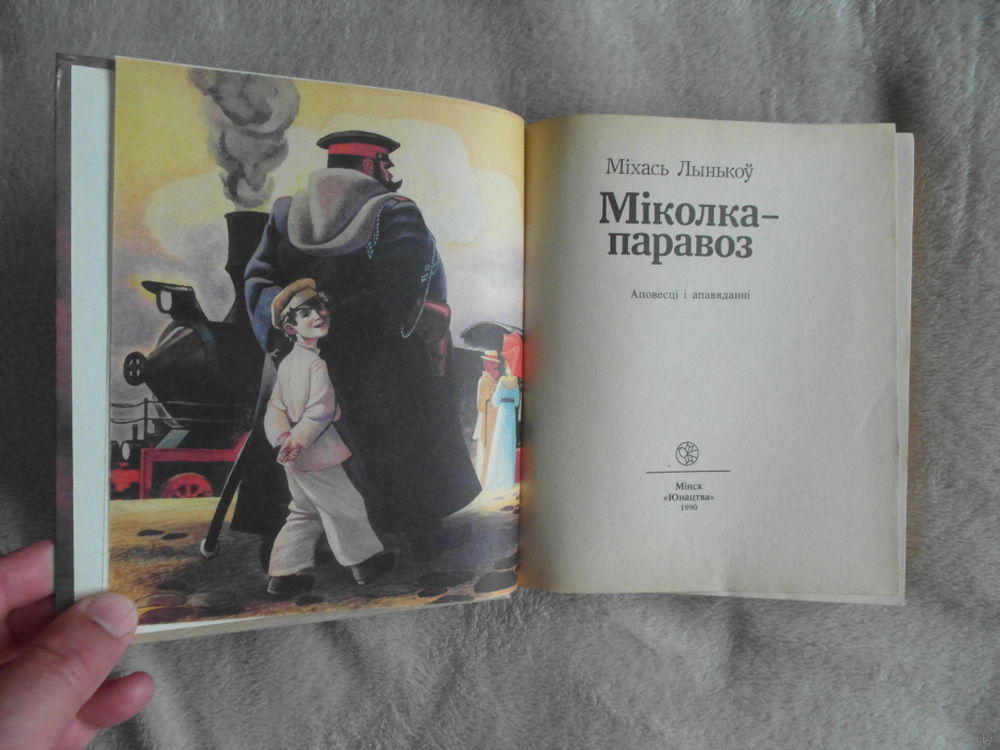 Міхась Лынькоў
Міколка-
паравоз
Аповесці і апавяданні
Мінск
«Юнацтва»
1990